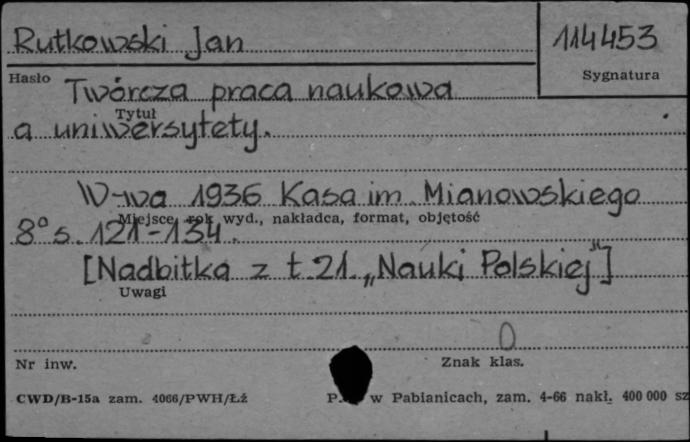 Rutkowski Jan
114453
Hasło
Sygnatura
Twórcza praca naukowa
Tytuł
a uniwersytety.
W-wa 1936 Kasa im. Mianowskiego
Miejsce, rok wyd., nakładca, format, objętość
8° s. 121-134.
[Nadbitka z t. 21. „Nauki Polskiej"]
Uwagi
0
Nr inw.
Znak klas.
CWD/B-15a zam. 4066/PWH/Łź
w Pabianicach, zam. 4-66 nakł. 400 000 sz